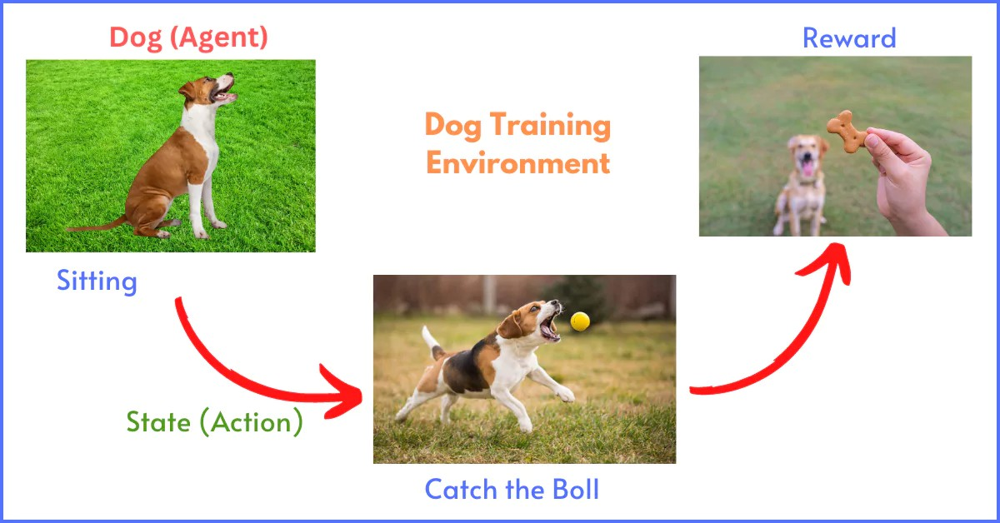 Dog (Agent)
Reward
Dog Training
Environment
Sitting
State (Action)
Catch the Boll